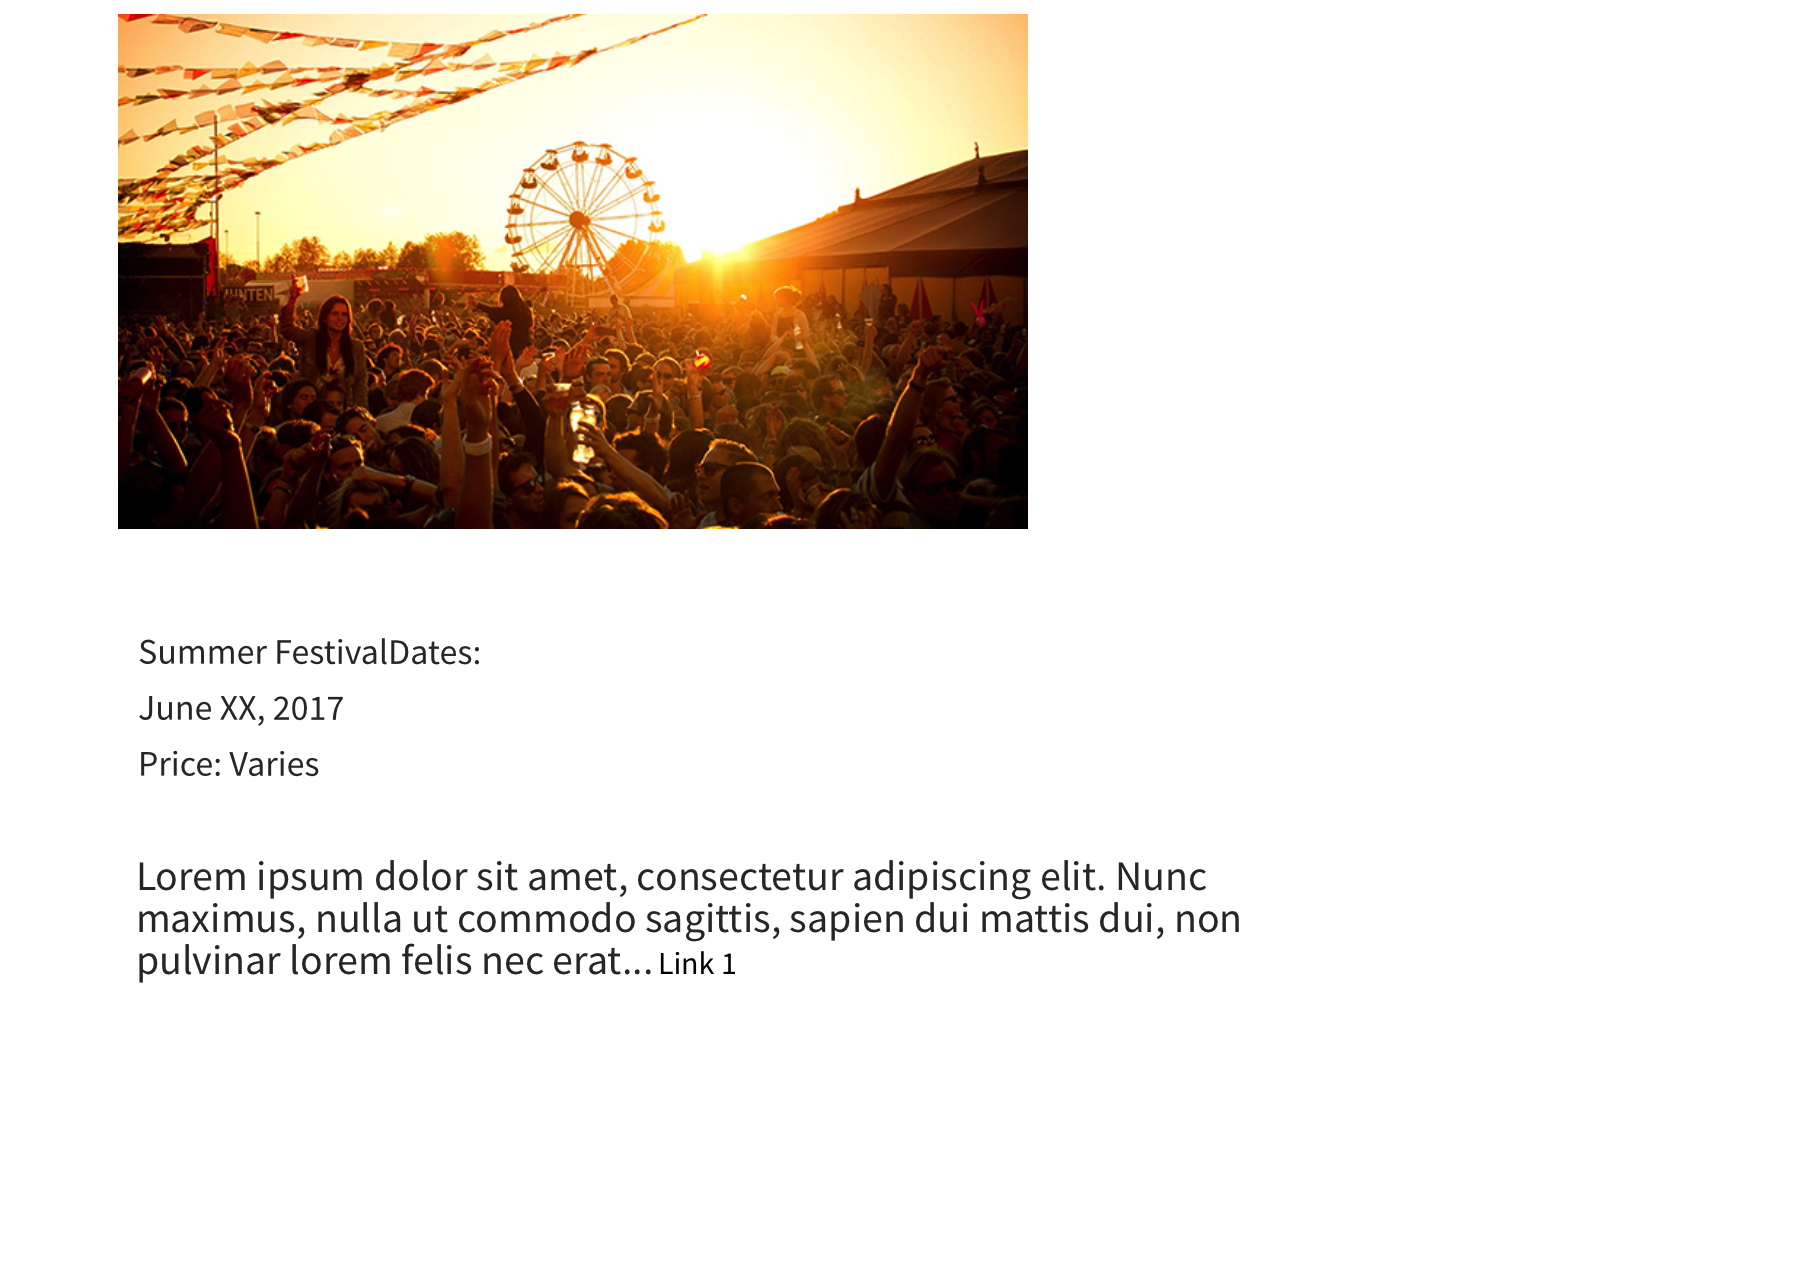 Summer FestivalDates:
June XX, 2017
Price: Varies
Lorem ipsum dolor sit amet, consectetur adipiscing elit. Nunc
maximus, nulla ut commodo sagittis, sapien dui mattis dui, non
pulvinar lorem felis nec erat... Link 1